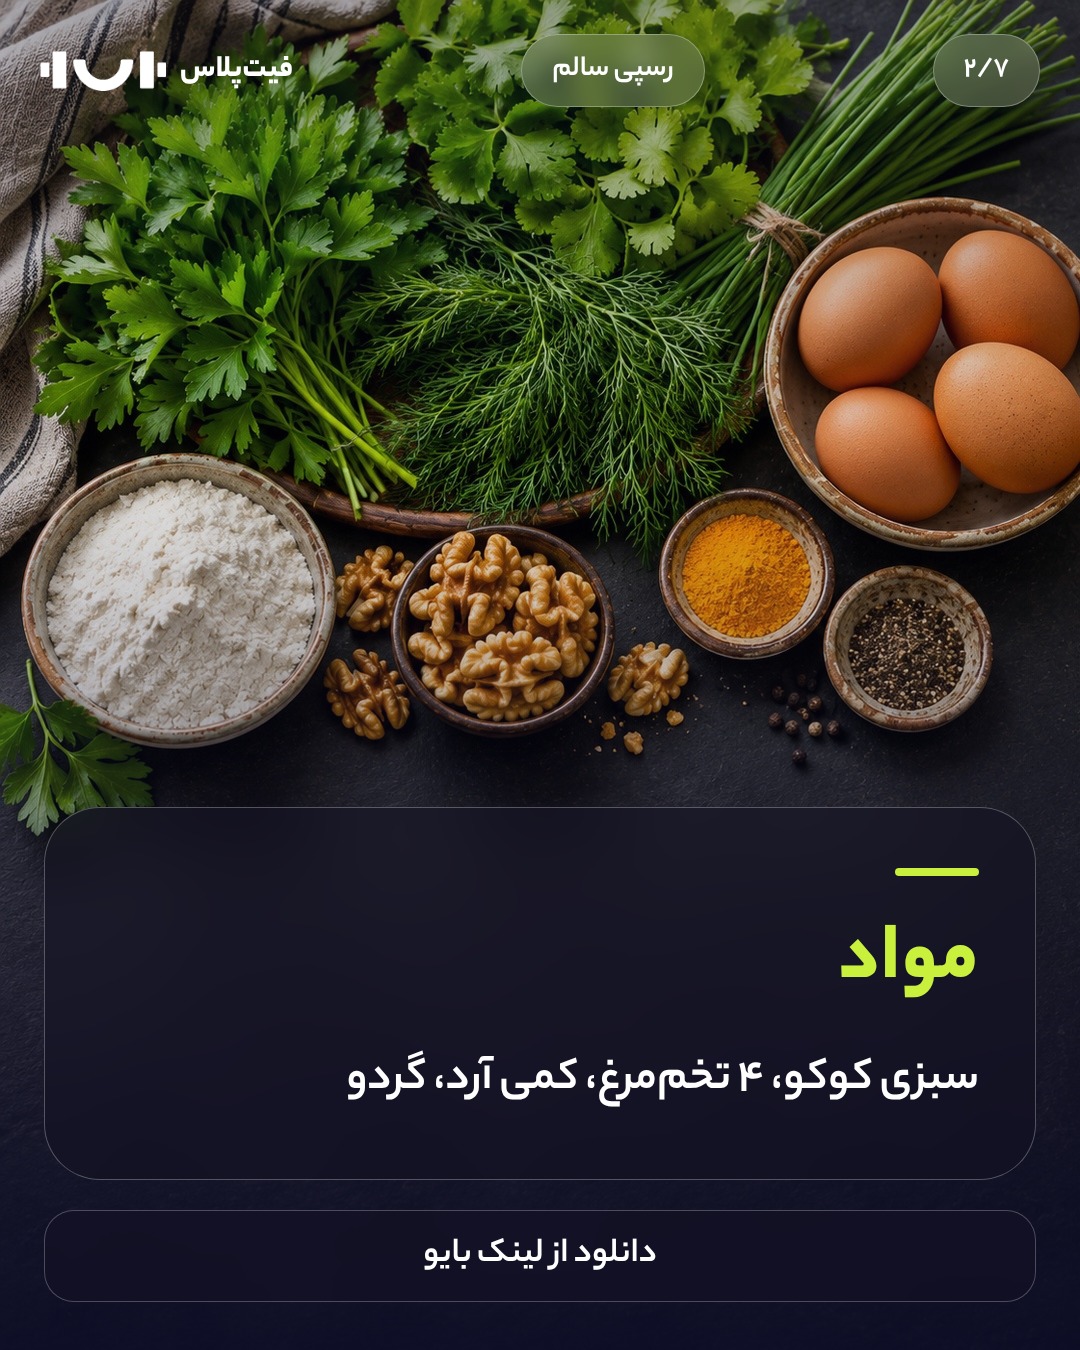 فیت‌پلاس
رسپی سالم
۲/۷
مواد
سبزی کوکو، ۴ تخم‌مرغ، کمی آرد، گردو
دانلود از لینک بایو